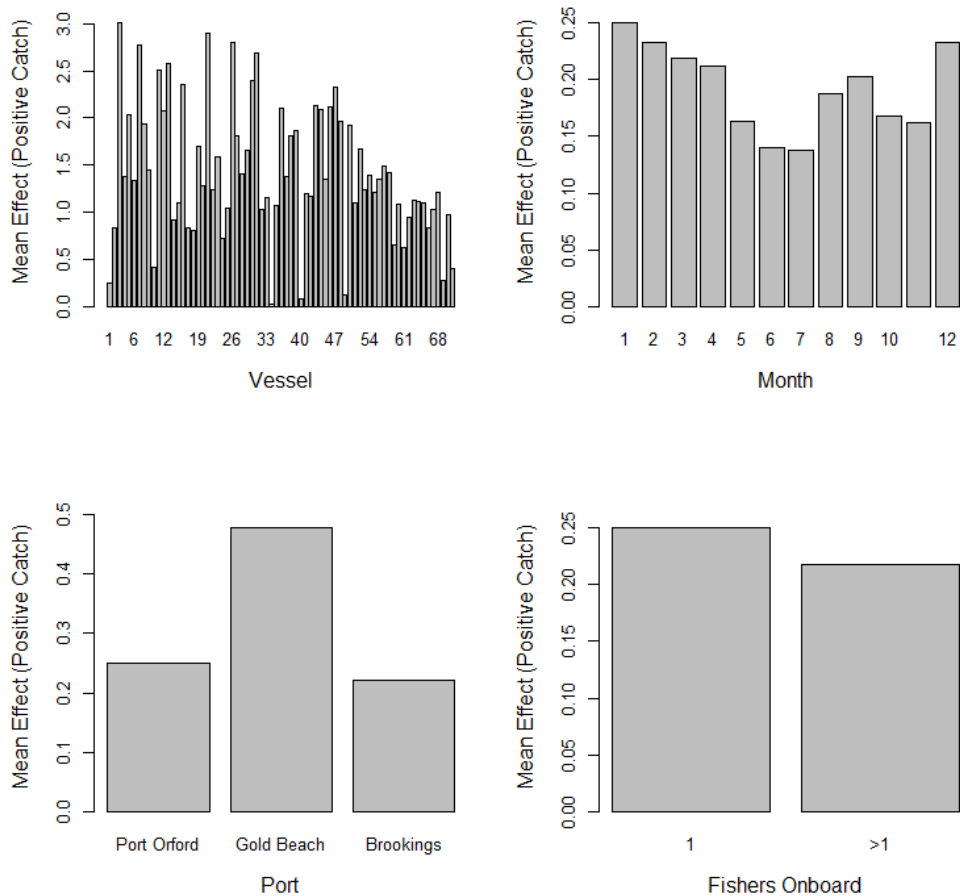 Mean Effect (Positive Catch)
3.0
2.5
2.0
1.5
1.0
0.5
0.0
1 6 12 19 26 33 40 47 54 61 68
Vessel
Mean Effect (Positive Catch)
0.25
0.20
0.15
0.10
0.05
0.00
1 2 3 4 5 6 7 8 9 10 12
Month
Mean Effect (Positive Catch)
0.5
0.4
0.3
0.2
0.1
0.0
Port Orford Gold Beach Brookings
Port
Mean Effect (Positive Catch)
0.25
0.20
0.15
0.10
0.05
0.00
1 >1
Fishers Onboard